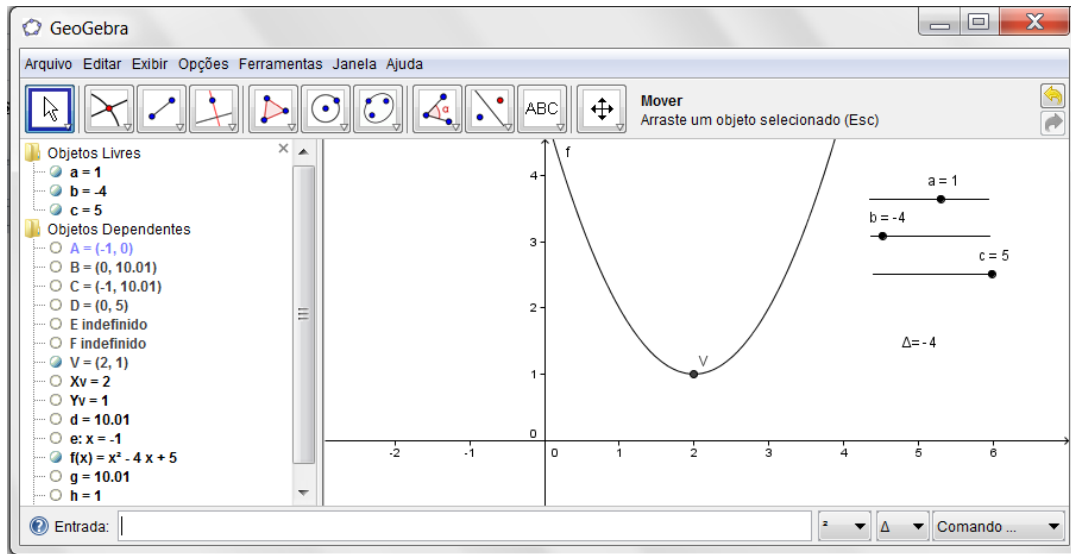 GeoGebra
Arquivo Editar Exibir Opções Ferramentas Janela Ajuda
ABC
α
Mover
Arraste um objeto selecionado (Esc)
Objetos Livres
a = 1
b = -4
c = 5
Objetos Dependentes
A = (-1, 0)
B = (0, 10.01)
C = (-1, 10.01)
D = (0, 5)
E indefinido
F indefinido
V = (2, 1)
Xv = 2
Yv = 1
d = 10.01
e: x = -1
f(x) = x² - 4 x + 5
g = 10.01
h = 1
f
4
3
2
1
0
-2 -1 0 1 2 3 4 5 6
V
a = 1
b = -4
c = 5
Δ= -4
Entrada:
² Δ Comando ...